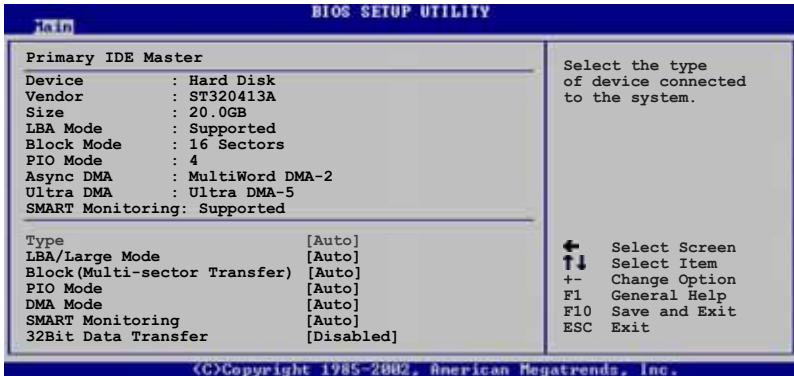 BIOS SETUP UTILITY
Main
Primary IDE Master
Device : Hard Disk
Vendor : ST320413A
Size : 20.0GB
LBA Mode : Supported
Block Mode : 16 Sectors
PIO Mode : 4
Async DMA : MultiWord DMA-2
Ultra DMA : Ultra DMA-5
SMART Monitoring: Supported
Type [Auto]
LBA/Large Mode [Auto]
Block(Multi-sector Transfer) [Auto]
PIO Mode [Auto]
DMA Mode [Auto]
SMART Monitoring [Auto]
32Bit Data Transfer [Disabled]
Select the type
of device connected
to the system.
← Select Screen
↑↓ Select Item
+- Change Option
F1 General Help
F10 Save and Exit
ESC Exit
(C)Copyright 1985-2002, American Megatrends, Inc.